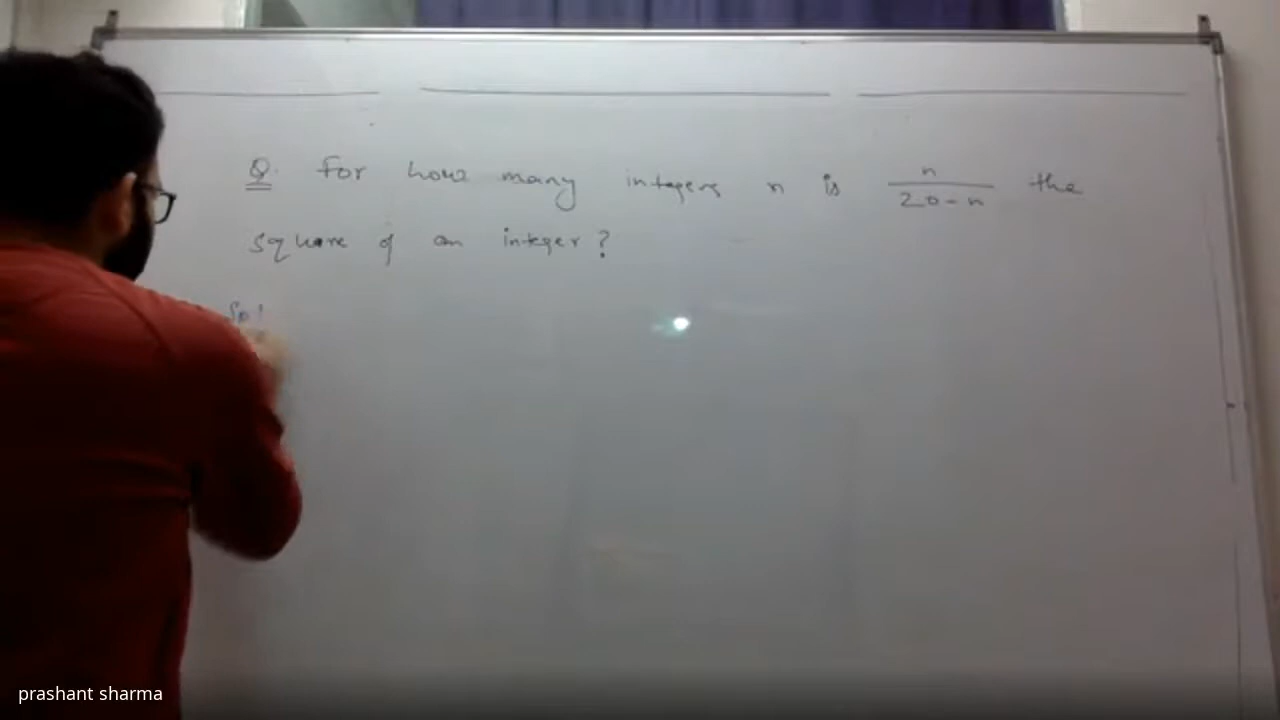 Q. For how many integers n is n/(20-n) the
square of an integer?
Sol
prashant sharma